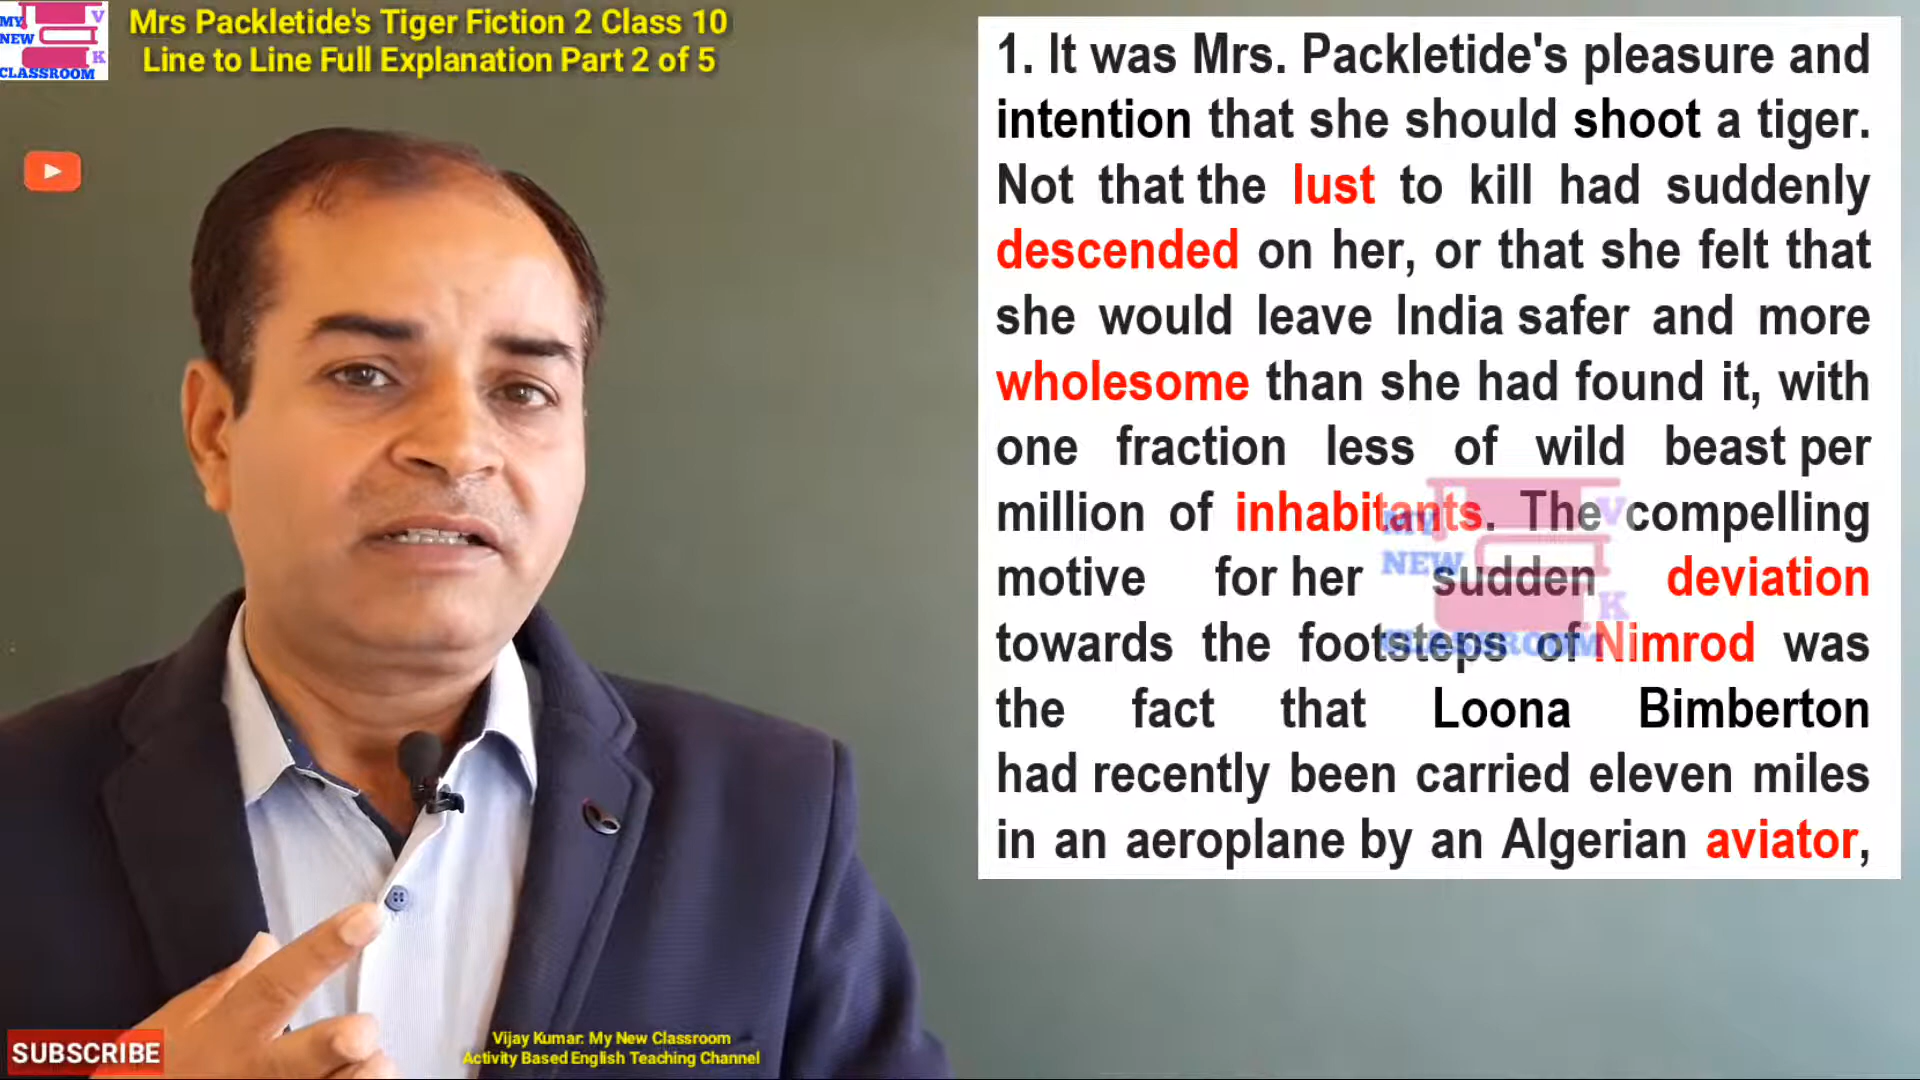 MY
NEW
V
K
CLASSROOM
Mrs Packletide's Tiger Fiction 2 Class 10
Line to Line Full Explanation Part 2 of 5
1. It was Mrs. Packletide's pleasure and
intention that she should shoot a tiger.
Not that the lust to kill had suddenly
descended on her, or that she felt that
she would leave India safer and more
wholesome than she had found it, with
one fraction less of wild beast per
million of inhabitants. The compelling
motive for her sudden deviation
towards the footsteps of Nimrod was
the fact that Loona Bimberton
had recently been carried eleven miles
in an aeroplane by an Algerian aviator,
MY
NEW
V
K
CLASSROOM
SUBSCRIBE
Vijay Kumar: My New Classroom
Activity Based English Teaching Channel